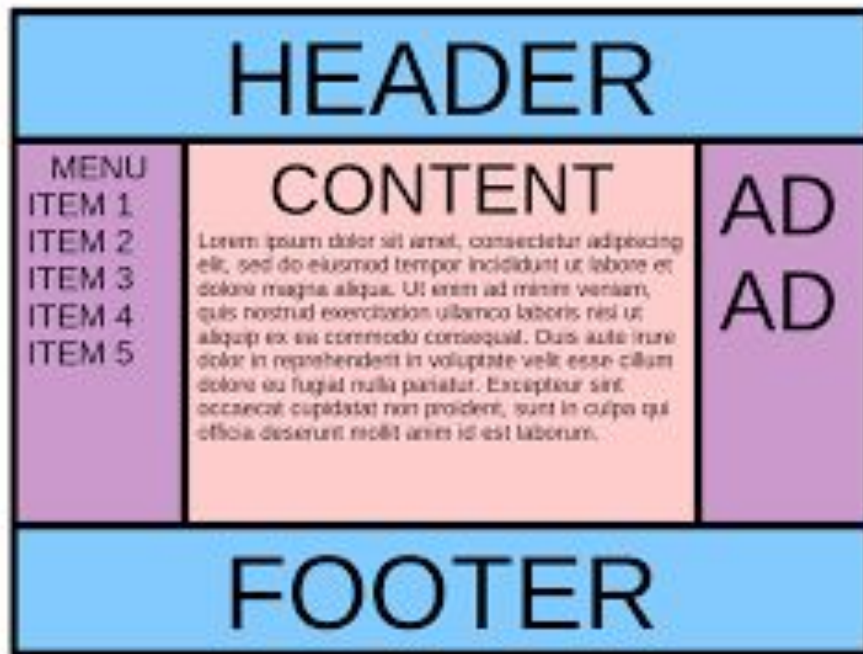 HEADER
MENU
ITEM 1
ITEM 2
ITEM 3
ITEM 4
ITEM 5
CONTENT
Lorem ipsum dolor sit amet, consectetur adipiscing
elit, sed do eiusmod tempor incididunt ut labore et
dolore magna aliqua. Ut enim ad minim veniam,
quis nostrud exercitation ullamco laboris nisi ut
aliquip ex ea commodo consequat. Duis aute irure
dolor in reprehenderit in voluptate velit esse cillum
dolore eu fugiat nulla pariatur. Excepteur sint
occaecat cupidatat non proident, sunt in culpa qui
officia deserunt mollit anim id est laborum.
AD
AD
FOOTER